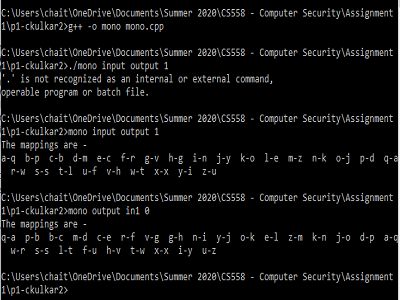 C:\Users\chait\OneDrive\Documents\Summer 2020\CS558 - Computer Security\Assignment
1\p1-ckulkar2>g++ -o mono mono.cpp
C:\Users\chait\OneDrive\Documents\Summer 2020\CS558 - Computer Security\Assignment
1\p1-ckulkar2>./mono input output 1
'.' is not recognized as an internal or external command,
operable program or batch file.
C:\Users\chait\OneDrive\Documents\Summer 2020\CS558 - Computer Security\Assignment
1\p1-ckulkar2>mono input output 1
The mappings are -
a-q b-p c-b d-m e-c f-r g-v h-g i-n j-y k-o l-e m-z n-k o-j p-d q-a
r-w s-s t-l u-f v-h w-t x-x y-i z-u
C:\Users\chait\OneDrive\Documents\Summer 2020\CS558 - Computer Security\Assignment
1\p1-ckulkar2>mono output in1 0
The mappings are -
q-a p-b b-c m-d c-e r-f v-g g-h n-i y-j o-k e-l z-m k-n j-o d-p a-q
w-r s-s l-t f-u h-v t-w x-x i-y u-z
C:\Users\chait\OneDrive\Documents\Summer 2020\CS558 - Computer Security\Assignment
1\p1-ckulkar2>